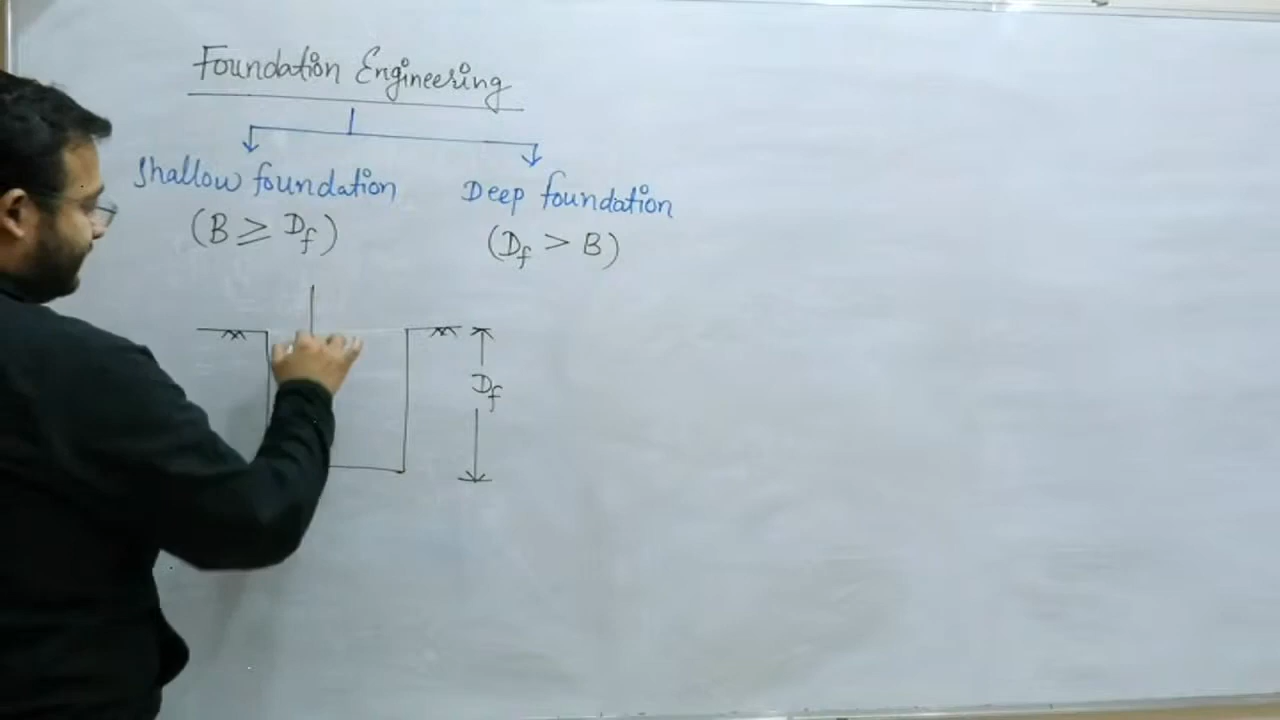 Foundation Engineering
Shallow foundation
Deep foundation
(B ≥ Df)
(Df > B)
Df